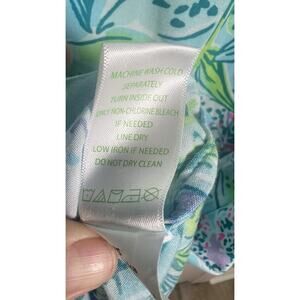 MACHINE WASH COLD
SEPARATELY
TURN INSIDE OUT
ONLY NON-CHLORINE BLEACH
IF NEEDED
LINE DRY
LOW IRON IF NEEDED
DO NOT DRY CLEAN